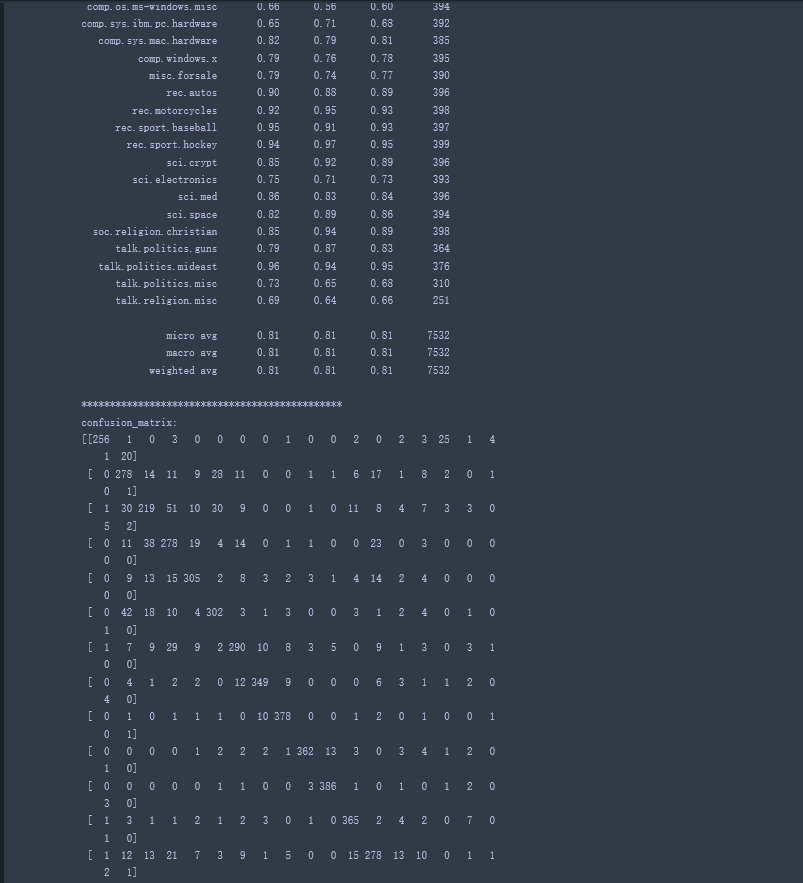 comp.os.ms-windows.misc 0.66 0.56 0.60 394
comp.sys.ibm.pc.hardware 0.65 0.71 0.68 392
comp.sys.mac.hardware 0.82 0.79 0.81 385
comp.windows.x 0.79 0.76 0.78 395
misc.forsale 0.79 0.74 0.77 390
rec.autos 0.90 0.88 0.89 396
rec.motorcycles 0.92 0.95 0.93 398
rec.sport.baseball 0.95 0.91 0.93 397
rec.sport.hockey 0.94 0.97 0.95 399
sci.crypt 0.85 0.92 0.89 396
sci.electronics 0.75 0.71 0.73 393
sci.med 0.86 0.83 0.84 396
sci.space 0.82 0.89 0.86 394
soc.religion.christian 0.85 0.94 0.89 398
talk.politics.guns 0.79 0.87 0.83 364
talk.politics.mideast 0.96 0.94 0.95 376
talk.politics.misc 0.73 0.65 0.68 310
talk.religion.misc 0.69 0.64 0.66 251
micro avg 0.81 0.81 0.81 7532
macro avg 0.81 0.81 0.81 7532
weighted avg 0.81 0.81 0.81 7532
**********************************************
confusion_matrix:
[[256 1 0 3 0 0 0 0 1 0 0 2 0 2 3 25 1 4
1 20]
[ 0 278 14 11 9 28 11 0 0 1 1 6 17 1 8 2 0 1
0 1]
[ 1 30 219 51 10 30 9 0 0 1 0 11 8 4 7 3 3 0
5 2]
[ 0 11 38 278 19 4 14 0 1 1 0 0 23 0 3 0 0 0
0 0]
[ 0 9 13 15 305 2 8 3 2 3 1 4 14 2 4 0 0 0
0 0]
[ 0 42 18 10 4 302 3 1 3 0 0 3 1 2 4 0 1 0
1 0]
[ 1 7 9 29 9 2 290 10 8 3 5 0 9 1 3 0 3 1
0 0]
[ 0 4 1 2 2 0 12 349 9 0 0 0 6 3 1 1 2 0
4 0]
[ 0 1 0 1 1 1 0 10 378 0 0 1 2 0 1 0 0 1
0 1]
[ 0 0 0 0 1 2 2 2 1 362 13 3 0 3 4 1 2 0
1 0]
[ 0 0 0 0 0 1 1 0 0 3 386 1 0 1 0 1 2 0
3 0]
[ 1 3 1 1 2 1 2 3 0 1 0 365 2 4 2 0 7 0
1 0]
[ 1 12 13 21 7 3 9 1 5 0 0 15 278 13 10 0 1 1
2 1]